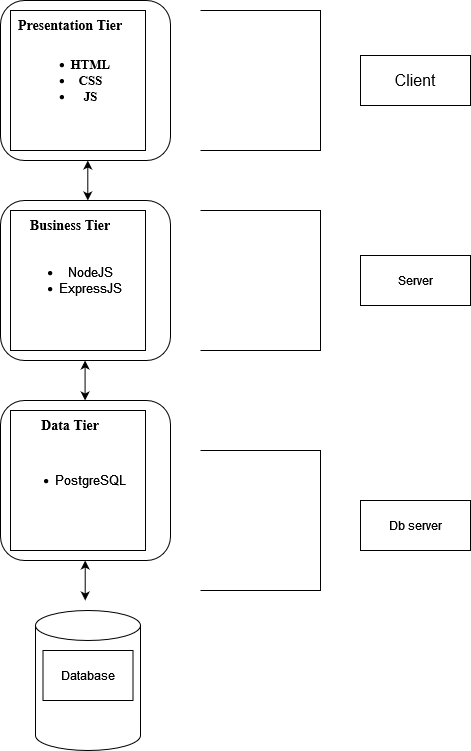 Presentation Tier
• HTML
• CSS
• JS
Client
Business Tier
• NodeJS
• ExpressJS
Server
Data Tier
• PostgreSQL
Db server
Database